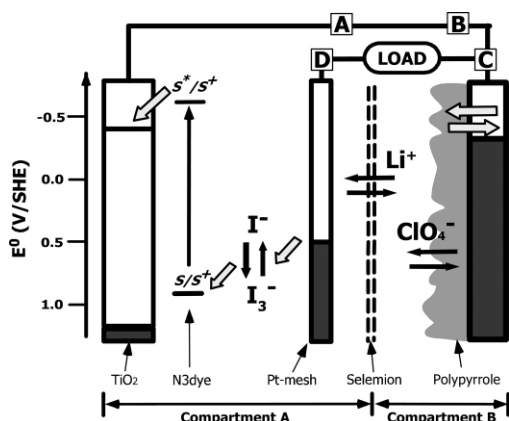 A
B
D
LOAD
C
E⁰ (V/SHE)
-0.5
0.0
0.5
1.0
S*/S⁺
S/S⁺
I⁻
I₃⁻
Li⁺
ClO₄⁻
TiO₂
N3dye
Pt-mesh
Selemion
Polypyrrole
Compartment A
Compartment B